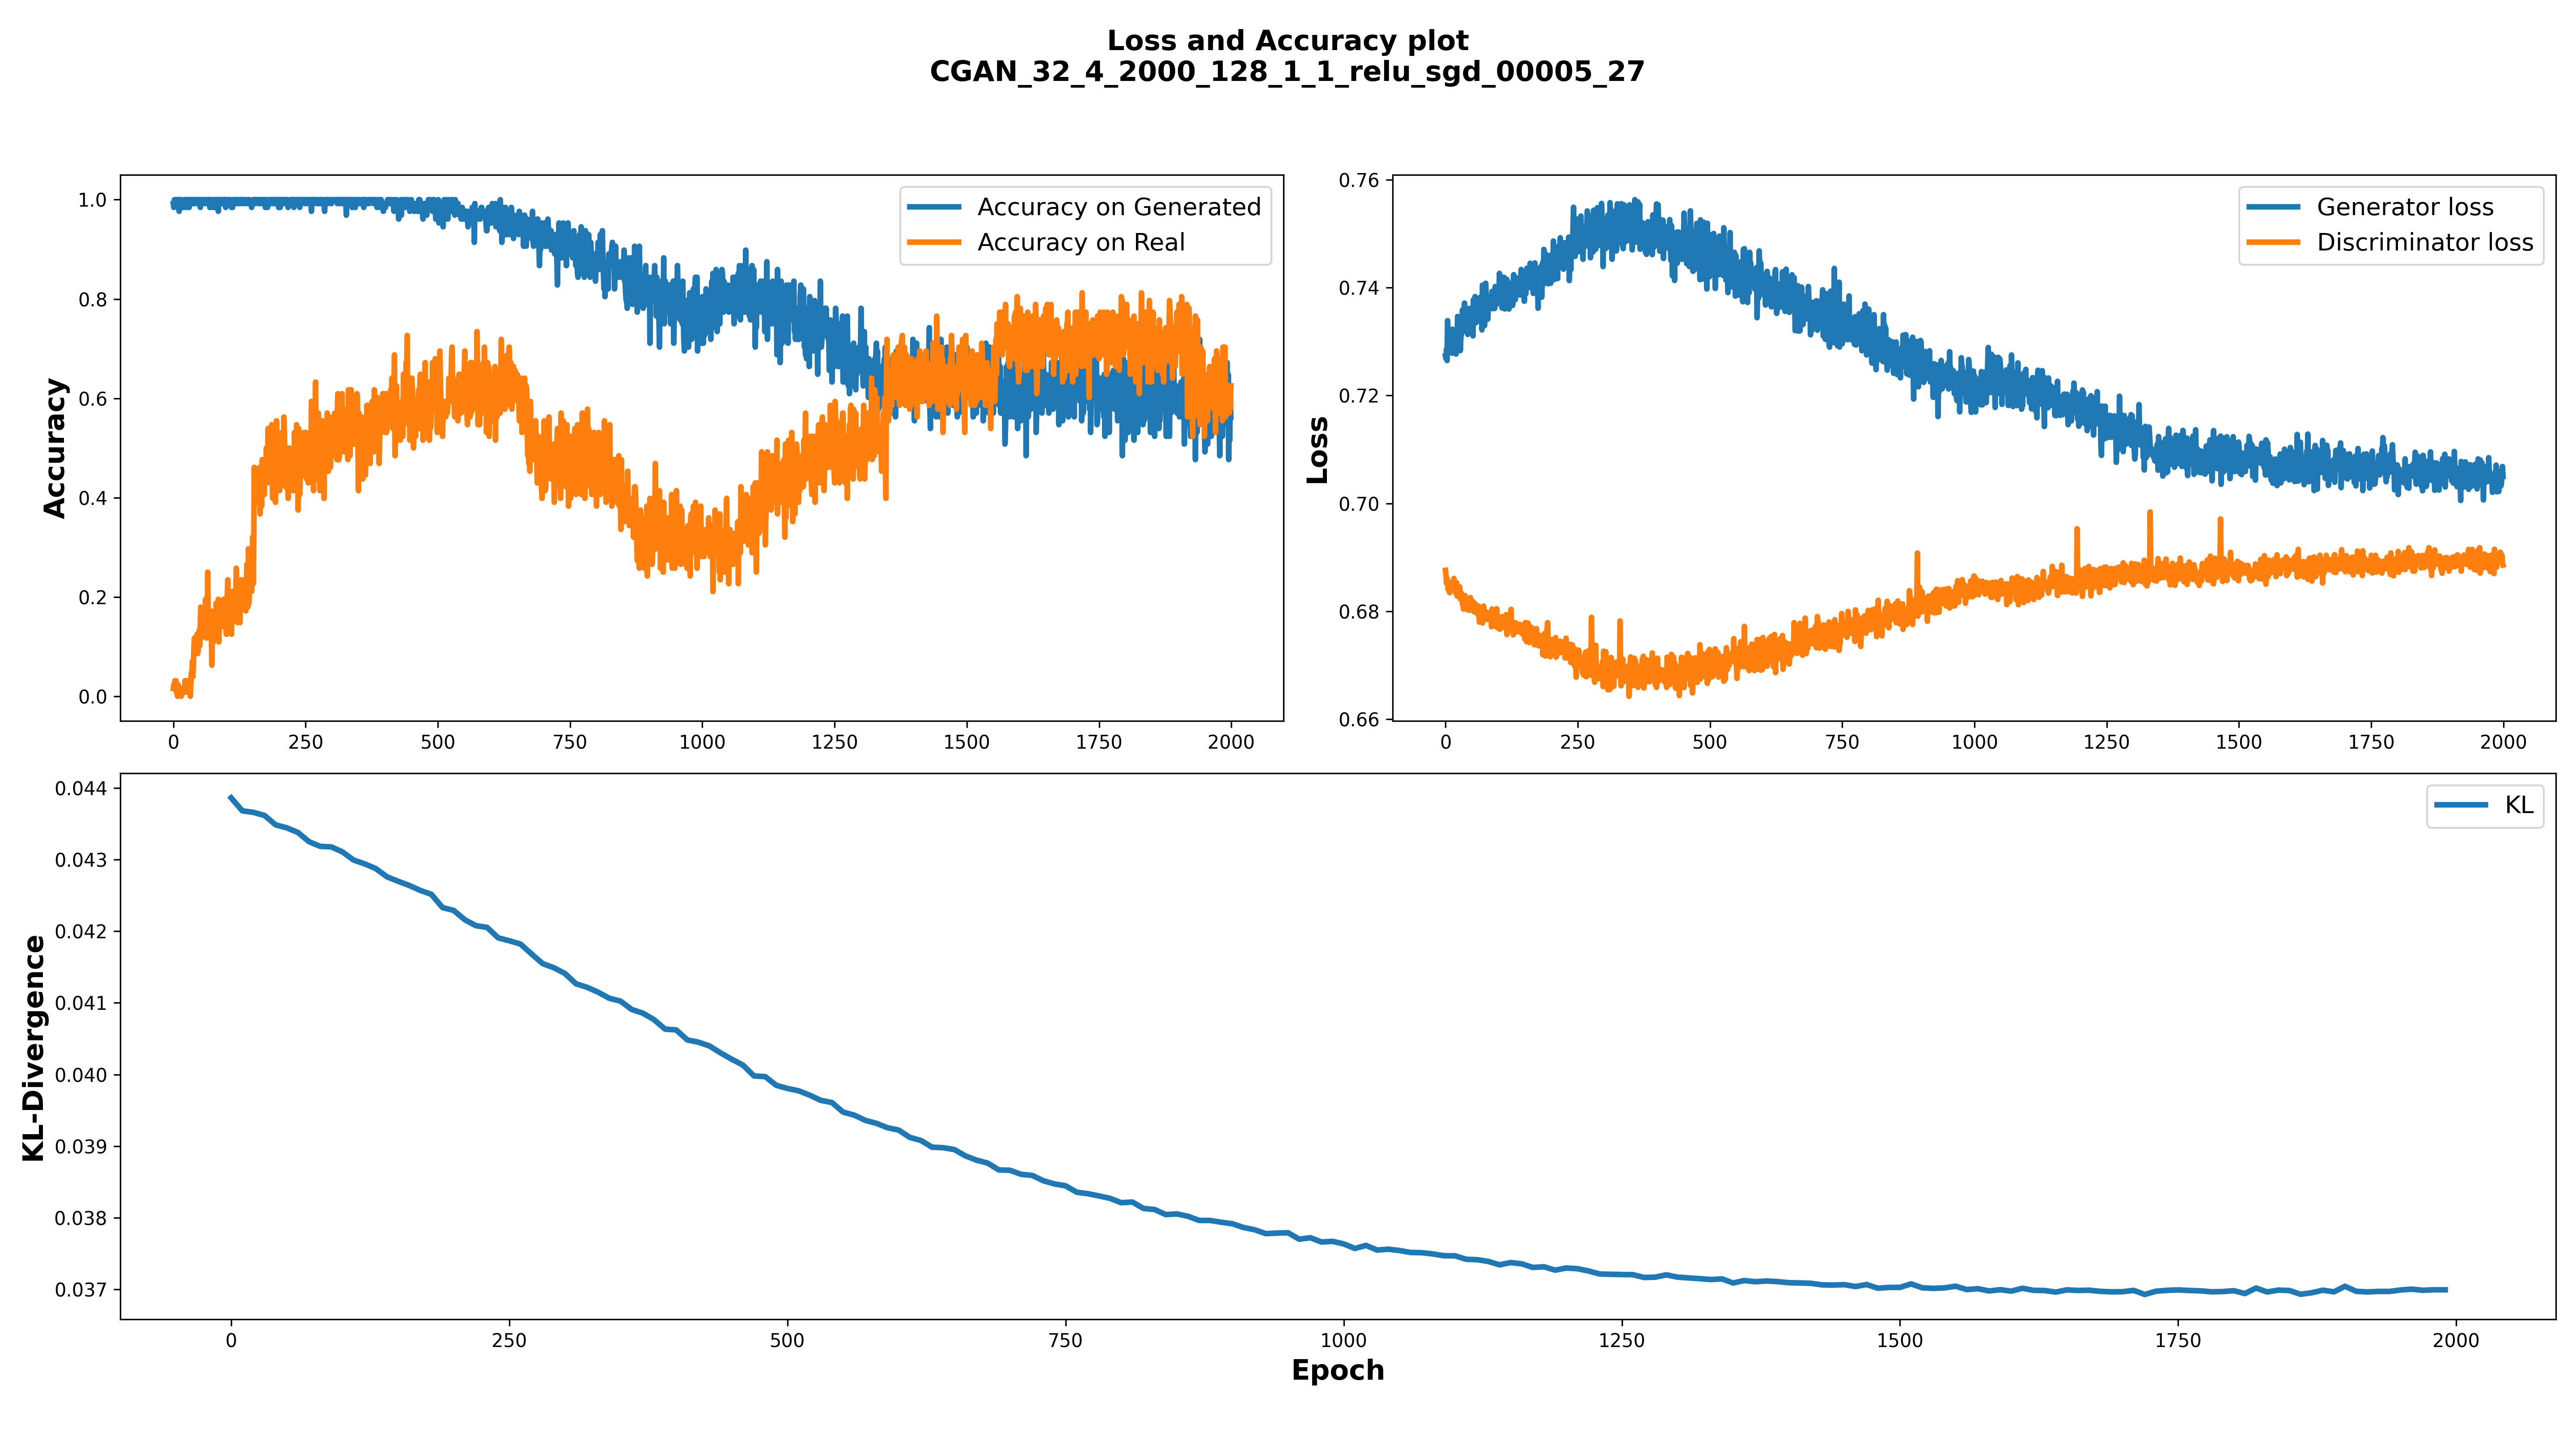 Loss and Accuracy plot
CGAN_32_4_2000_128_1_1_relu_sgd_00005_27
Accuracy
1.0
0.8
0.6
0.4
0.2
0.0
0 250 500 750 1000 1250 1500 1750 2000
Accuracy on Generated
Accuracy on Real
Loss
0.76
0.74
0.72
0.70
0.68
0.66
0 250 500 750 1000 1250 1500 1750 2000
Generator loss
Discriminator loss
KL-Divergence
0.044
0.043
0.042
0.041
0.040
0.039
0.038
0.037
KL
0 250 500 750 1000 1250 1500 1750 2000
Epoch